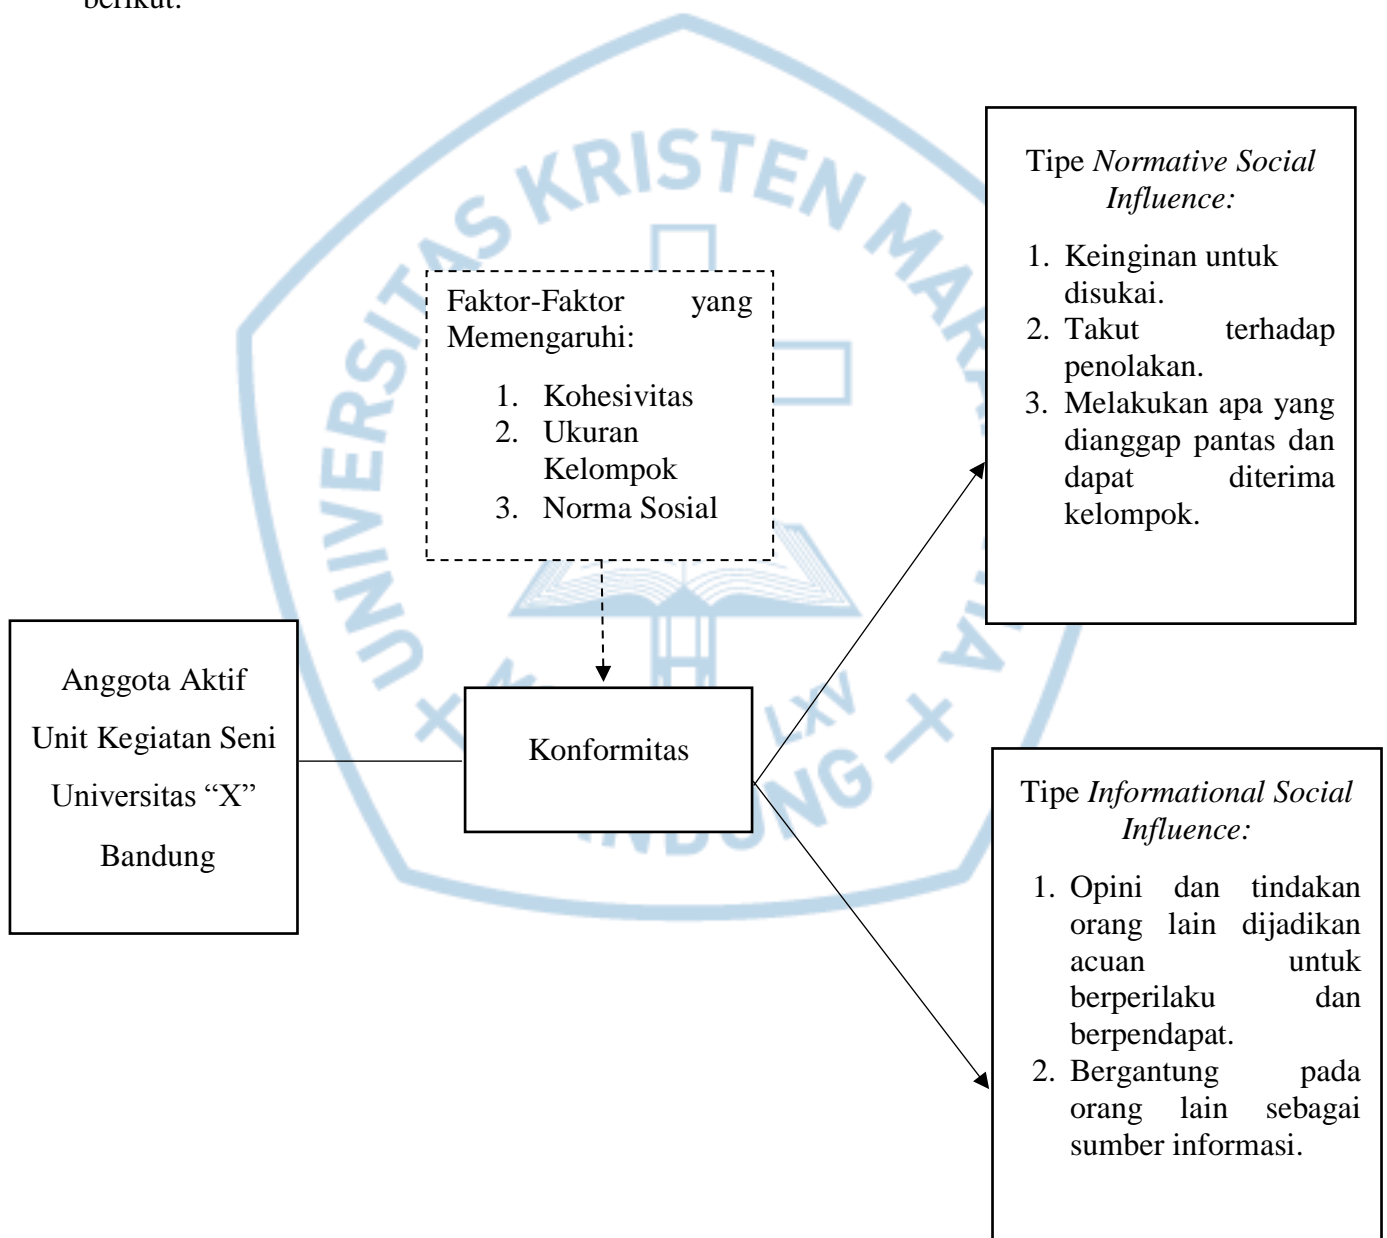 berikut:
Tipe Normative Social
Influence:
1. Keinginan untuk
disukai.
2. Takut terhadap
penolakan.
3. Melakukan apa yang
dianggap pantas dan
dapat diterima
kelompok.
Faktor-Faktor yang
Memengaruhi:
1. Kohesivitas
2. Ukuran
Kelompok
3. Norma Sosial
Anggota Aktif
Unit Kegiatan Seni
Universitas “X”
Bandung
Konformitas
Tipe Informational Social
Influence:
1. Opini dan tindakan
orang lain dijadikan
acuan untuk
berperilaku dan
berpendapat.
2. Bergantung pada
orang lain sebagai
sumber informasi.
KRISTEN
LXV